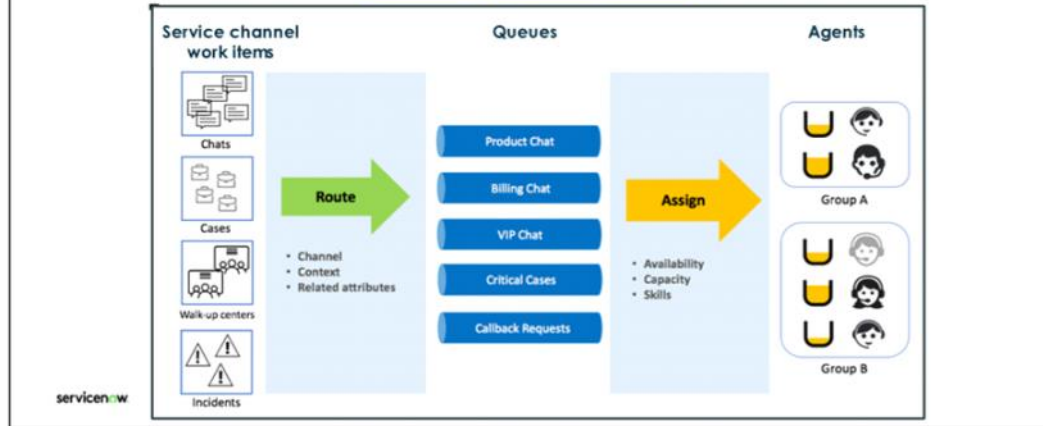 Service channel
work items
Queues
Agents
Chats
Cases
Walk-up centers
Incidents
Route
• Channel
• Context
• Related attributes
Product Chat
Billing Chat
VIP Chat
Critical Cases
Callback Requests
Assign
• Availability
• Capacity
• Skills
Group A
Group B
servicenow